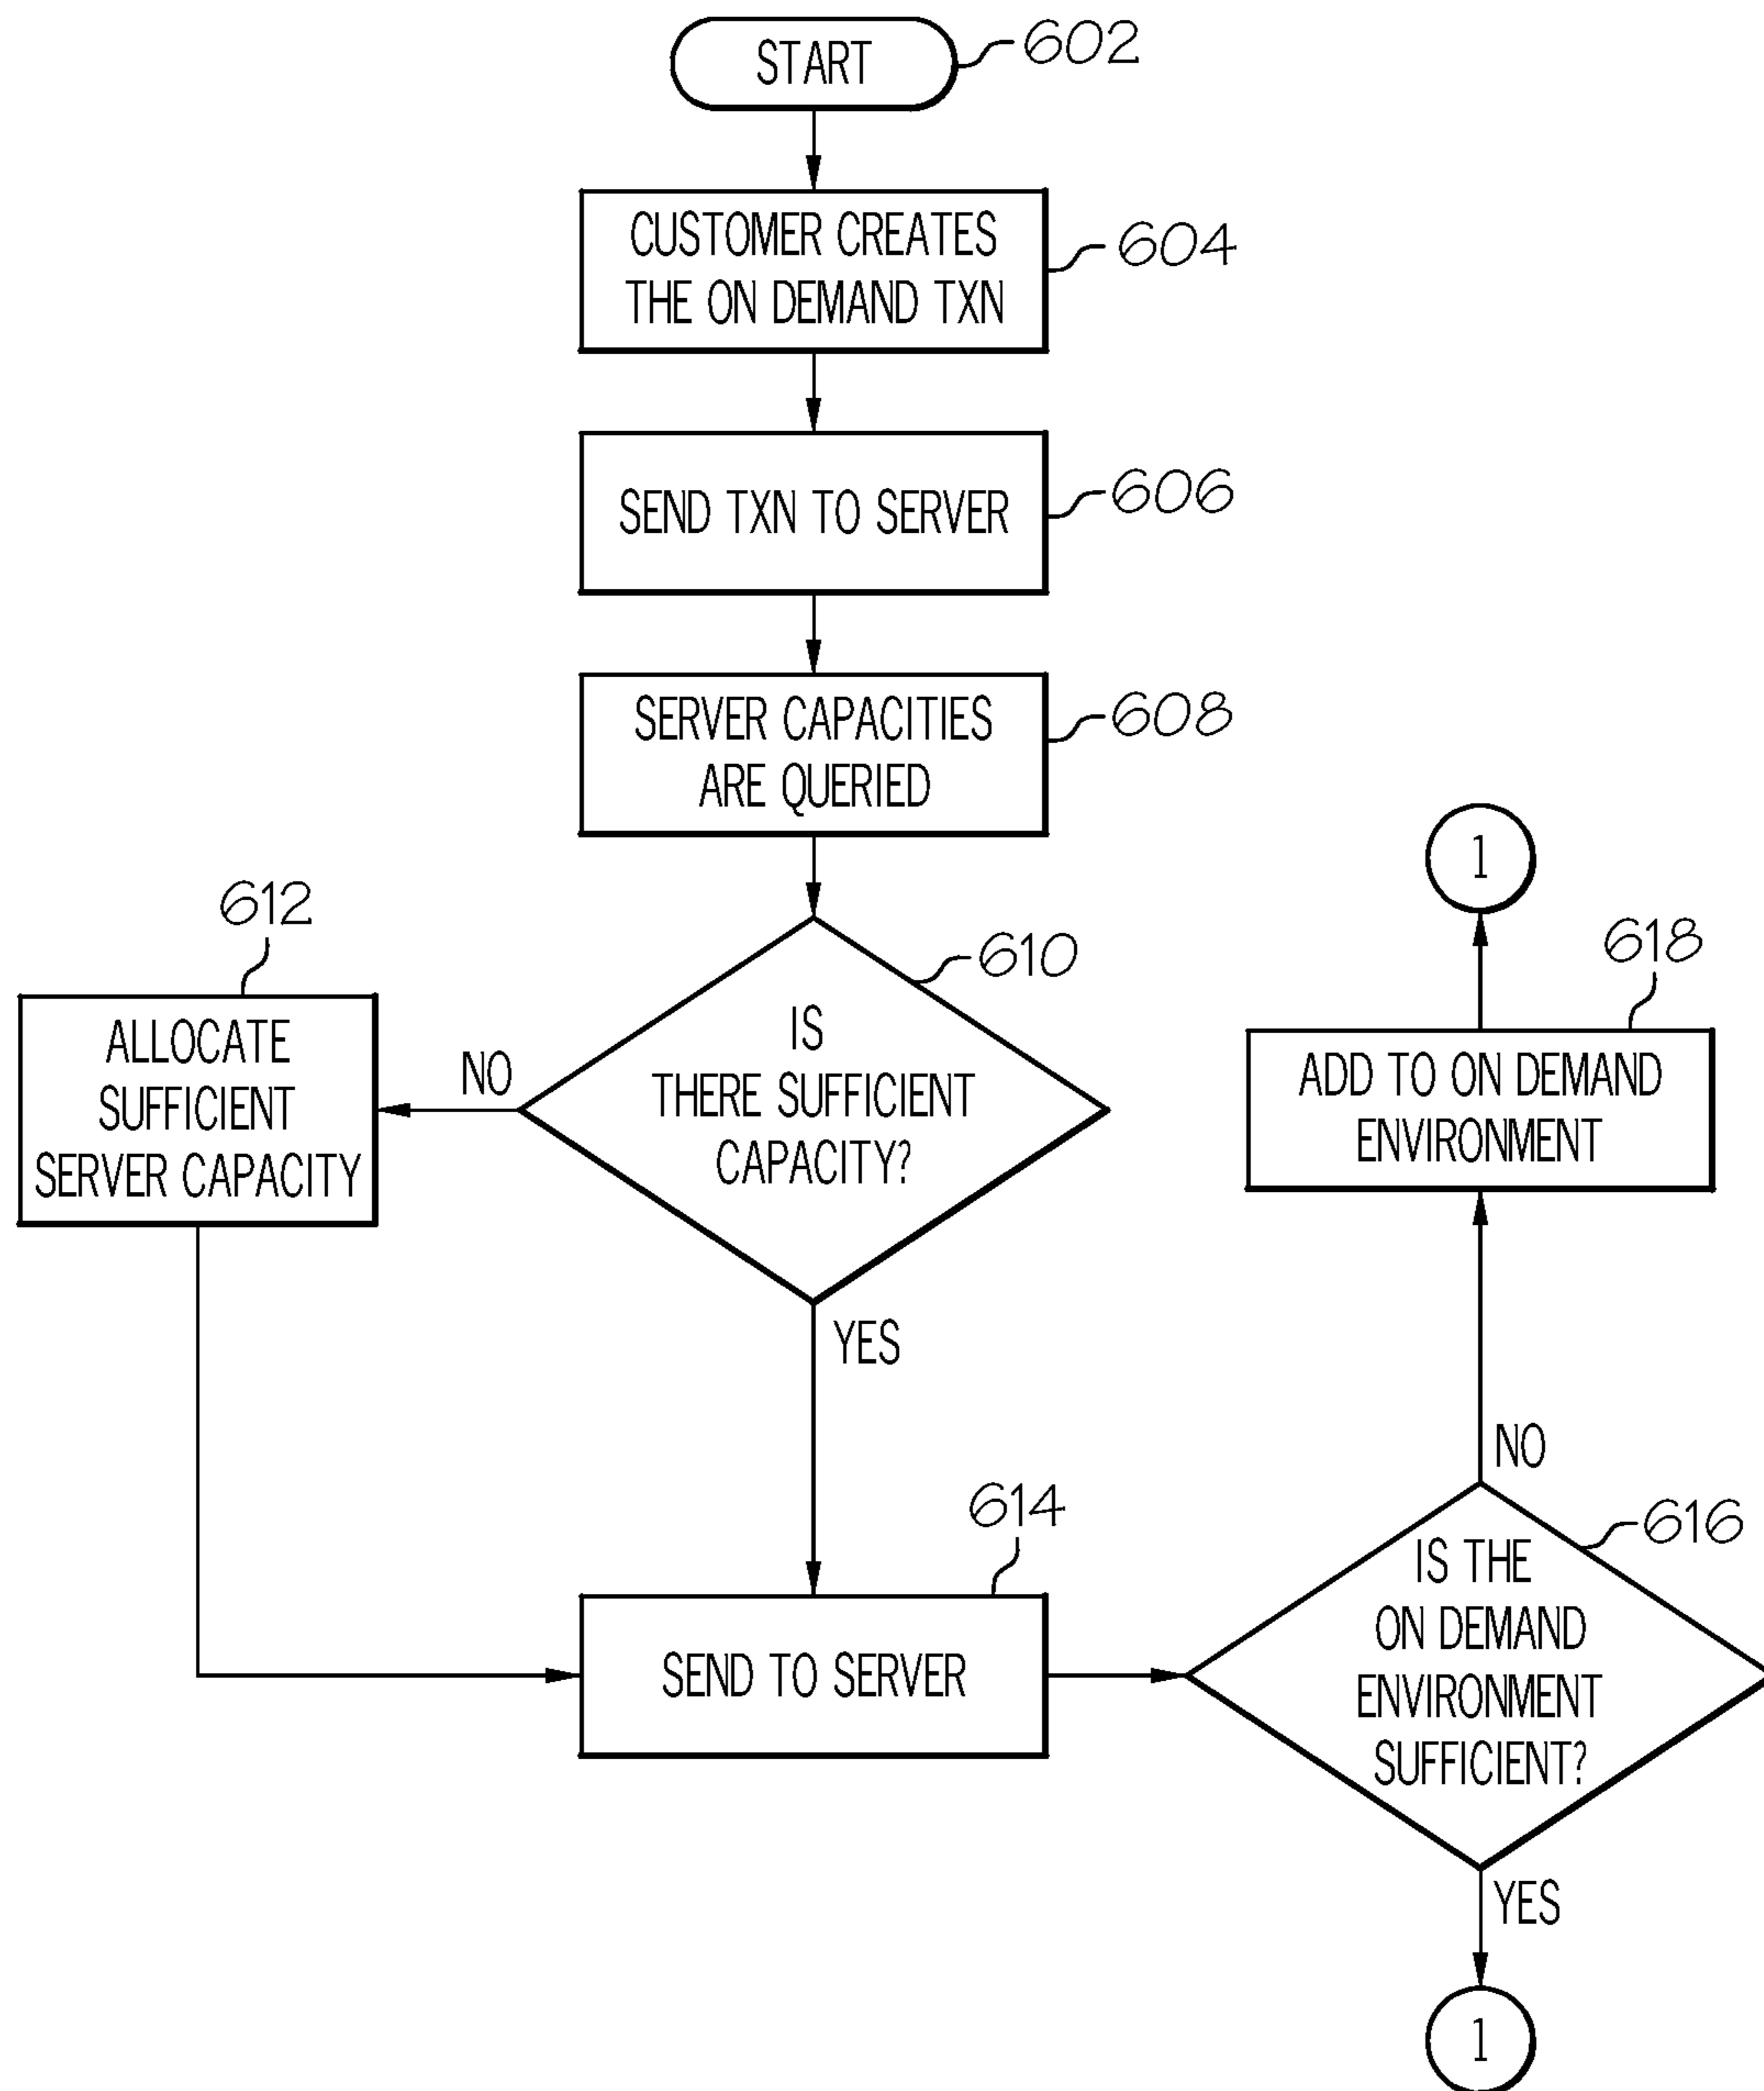 START
602
CUSTOMER CREATES
THE ON DEMAND TXN
604
SEND TXN TO SERVER
606
SERVER CAPACITIES
ARE QUERIED
608
IS
THERE SUFFICIENT
CAPACITY?
610
NO
612
ALLOCATE
SUFFICIENT
SERVER CAPACITY
YES
614
SEND TO SERVER
616
IS THE
ON DEMAND
ENVIRONMENT
SUFFICIENT?
NO
618
ADD TO ON DEMAND
ENVIRONMENT
1
YES
1